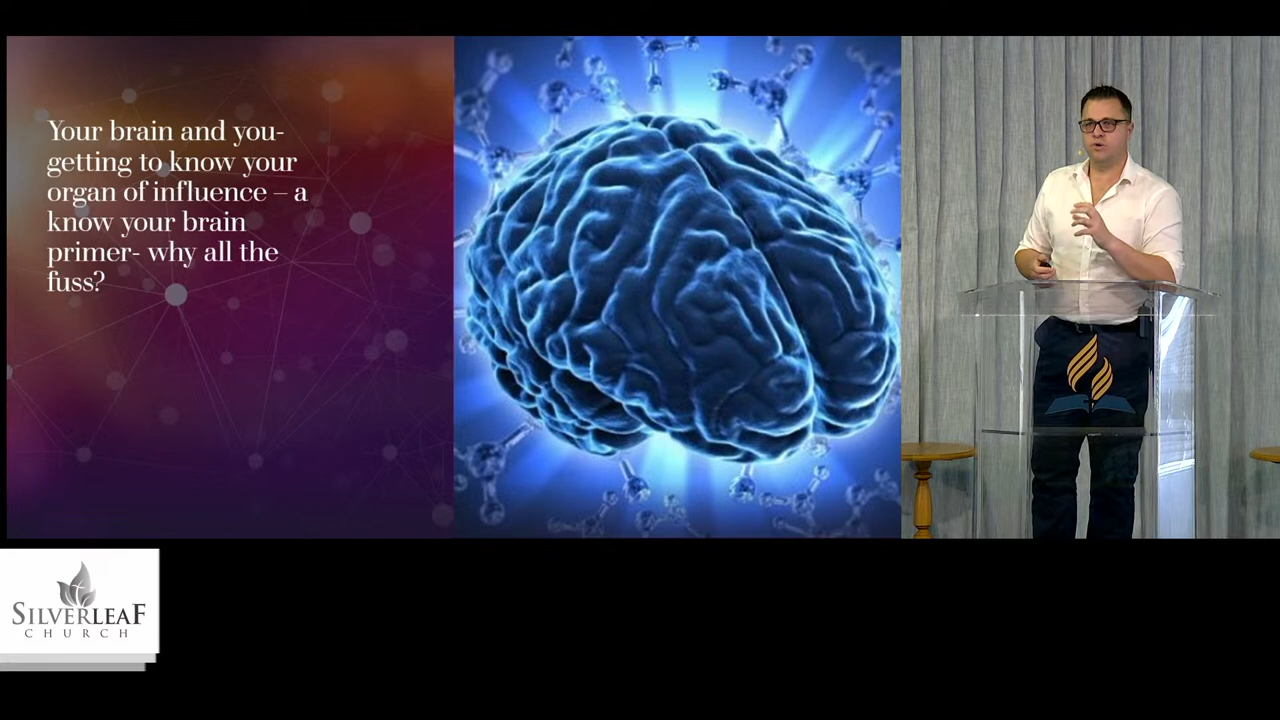 Your brain and you-
getting to know your
organ of influence – a
know your brain
primer- why all the
fuss?
SILVERLEAF
CHURCH